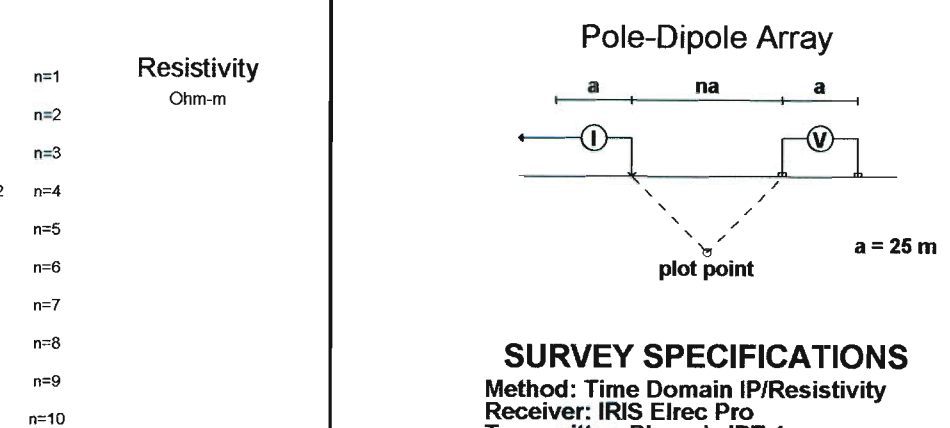 n=1
n=2
n=3
2 n=4
n=5
n=6
n=7
n=8
n=9
n=10
Resistivity
Ohm-m
Pole-Dipole Array
a na a
I V
a = 25 m
plot point
SURVEY SPECIFICATIONS
Method: Time Domain IP/Resistivity
Receiver: IRIS Elrec Pro